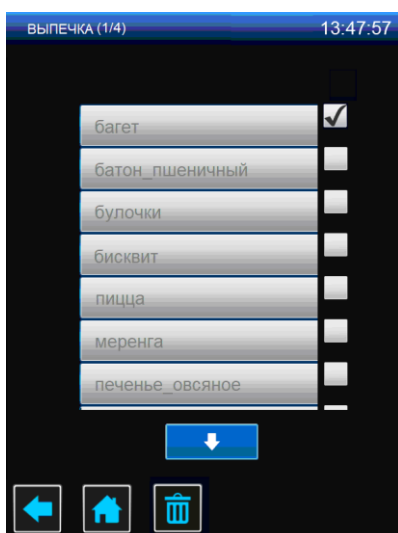 ВЫПЕЧКА (1/4) 13:47:57
багет
батон_пшеничный
булочки
бисквит
пицца
меренга
печенье_овсяное